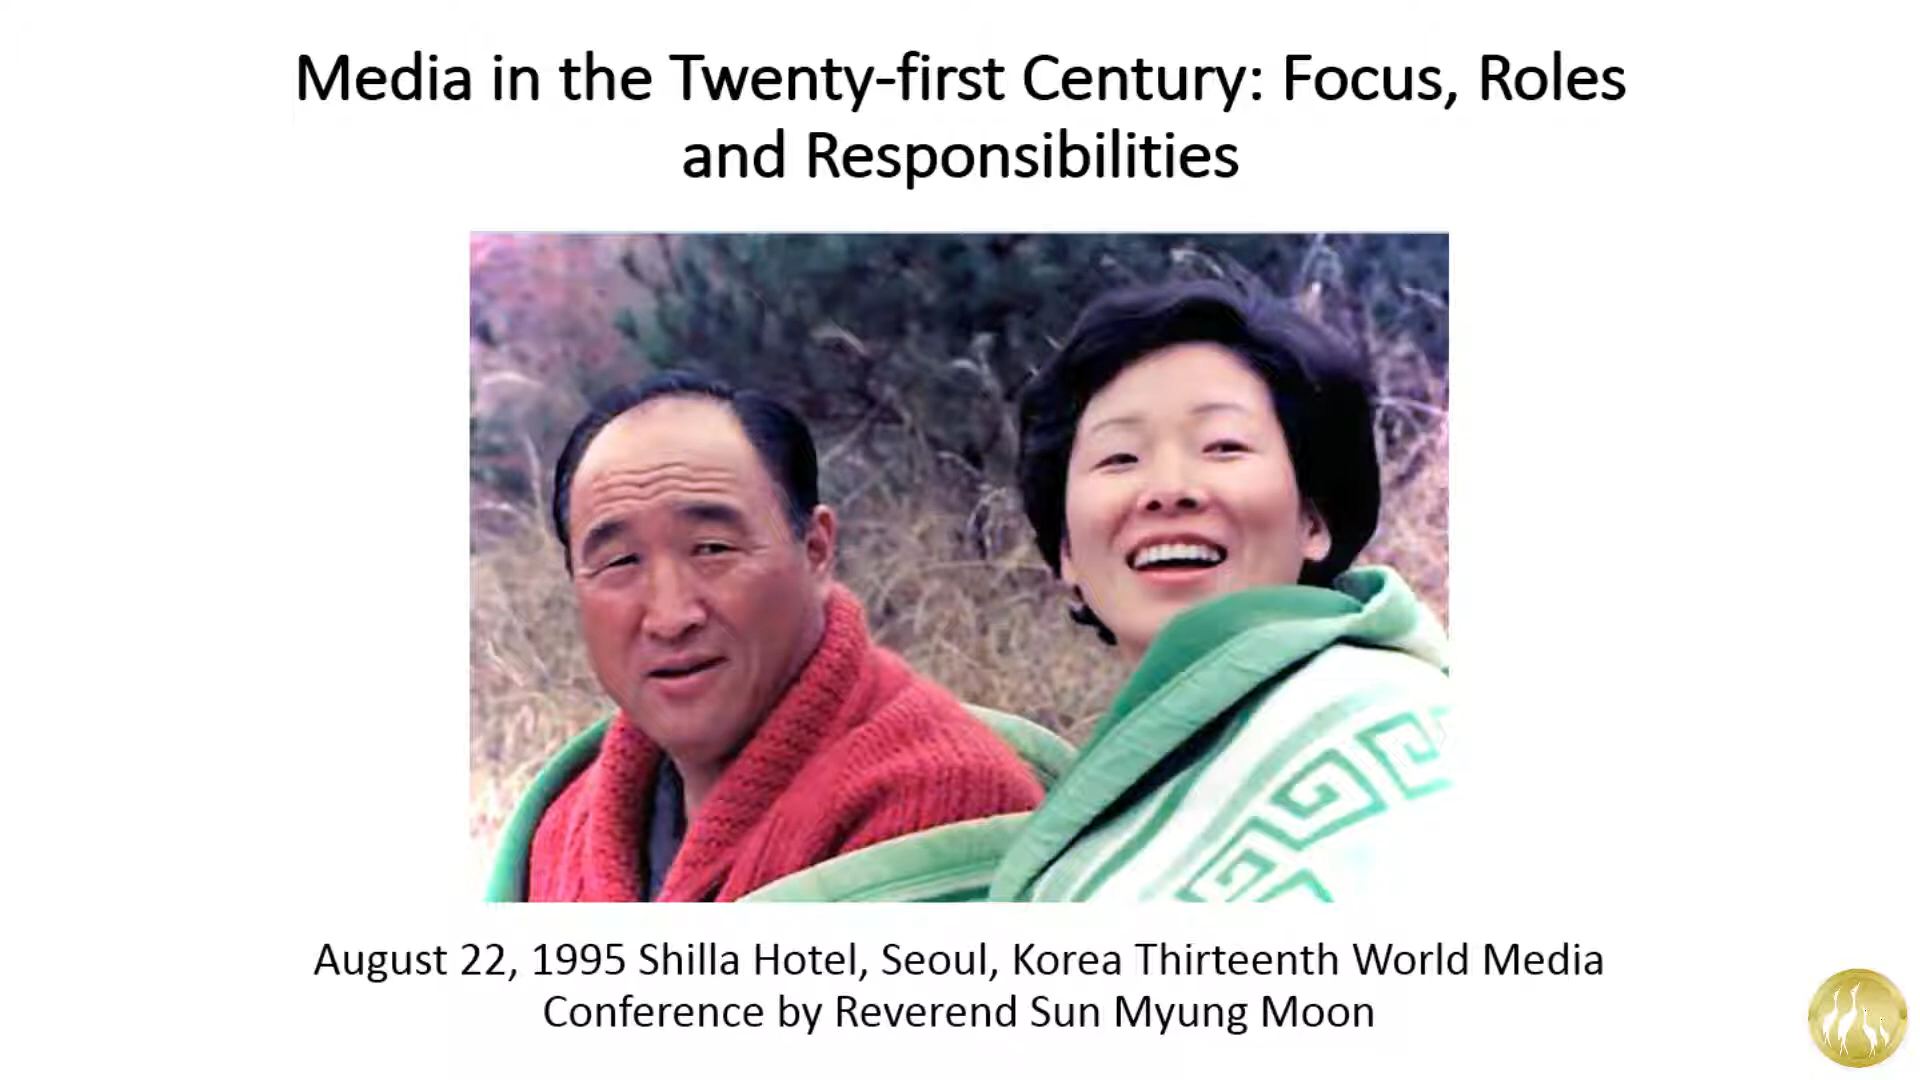 Media in the Twenty-first Century: Focus, Roles
and Responsibilities
August 22, 1995 Shilla Hotel, Seoul, Korea Thirteenth World Media
Conference by Reverend Sun Myung Moon